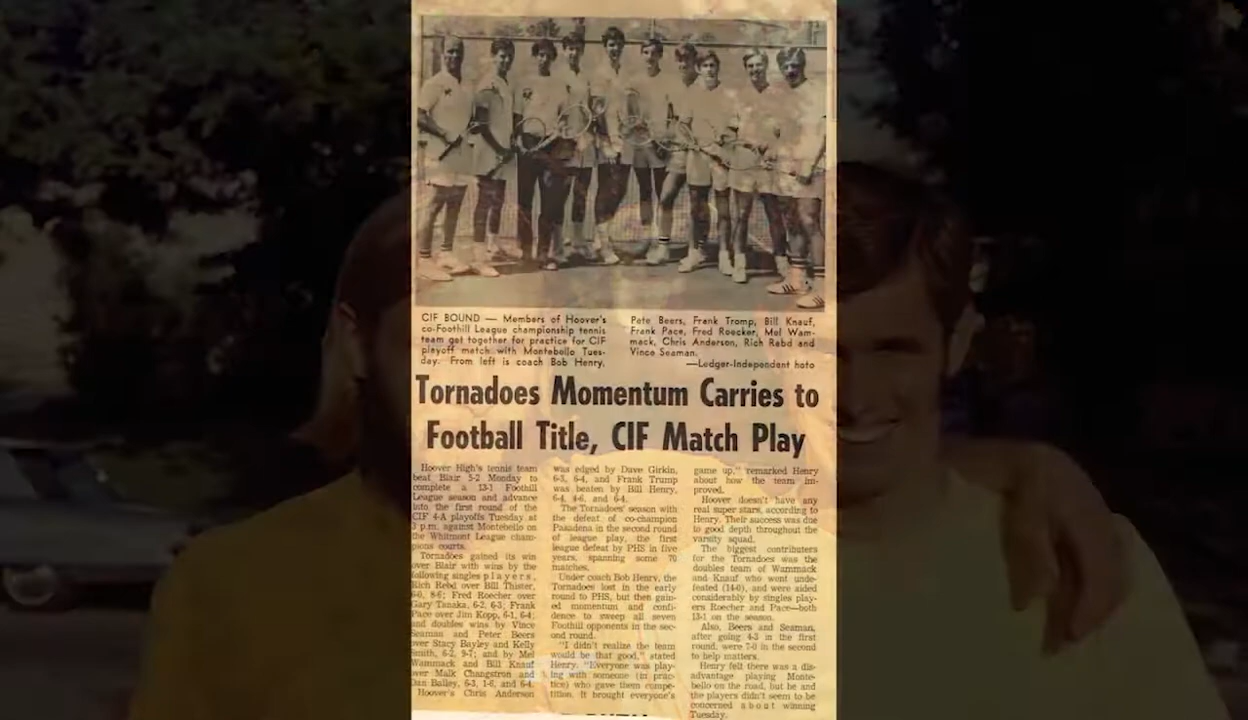 CIF BOUND — Members of Hoover's
co-Foothill League championship tennis
team get together for practice for CIF
playoff match with Montebello Tues-
day. From left is coach Bob Henry,
Pete Beers, Frank Tromp, Bill Knauf,
Frank Pace, Fred Roecker, Mel Wam-
mack, Chris Anderson, Rich Rebd and
Vince Seaman.
—Ledger-Independent hoto
Tornadoes Momentum Carries to
Football Title, CIF Match Play
Hoover High's tennis team
beat Blair 5-2 Monday to
complete a 13-1 Foothill
League season and advance
into the first round of the
CIF 4-A playoffs Tuesday at
3 p.m. against Montebello on
the Whitmont League cham-
pions courts.
Tornadoes gained its win
over Blair with wins by the
following singles players,
Rich Rebd over Bill Thister,
6-0, 8-6; Fred Roecher over
Gary Tanaka, 6-2, 6-3; Frank
Pace over Jim Kopp, 6-1, 6-4;
and doubles wins by Vince
Seaman and Peter Beers
over Stacy Bayley and Kelly
Smith, 6-2, 9-7; and by Mel
Wammack and Bill Knauf
over Malk Changstron and
Dan Bailey, 6-3, 1-6, and 6-4.
Hoover's Chris Anderson
was edged by Dave Girkin,
6-3, 6-4, and Frank Trump
was beaten by Bill Henry,
6-4, 4-6, and 6-4.
The Tornadoes' season with
the defeat of co-champion
Pasadena in the second round
of league play, the first
league defeat by PHS in five
years, spanning some 70
matches.
Under coach Bob Henry, the
Tornadoes lost in the early
round to PHS, but then gain-
ed momentum and confi-
dence to sweep all seven
Foothill opponents in the sec-
ond round.
"I didn't realize the team
would be that good," stated
Henry. "Everyone was play-
ing with someone (in prac-
tice) who gave them compe-
tition. It brought everyone's
game up," remarked Henry
about how the team im-
proved.
Hoover doesn't have any
real super stars, according to
Henry. Their success was due
to good depth throughout the
varsity squad.
The biggest contributers
for the Tornadoes was the
doubles team of Wammack
and Knauf who went unde-
feated (14-0), and were aided
considerably by singles play-
ers Roecher and Pace—both
13-1 on the season.
Also, Beers and Seaman,
after going 4-3 in the first
round, were 7-0 in the second
to help matters.
Henry felt there was a dis-
advantage playing Monte-
bello on the road, but he and
the players didn't seem to be
concerned about winning
Tuesday.